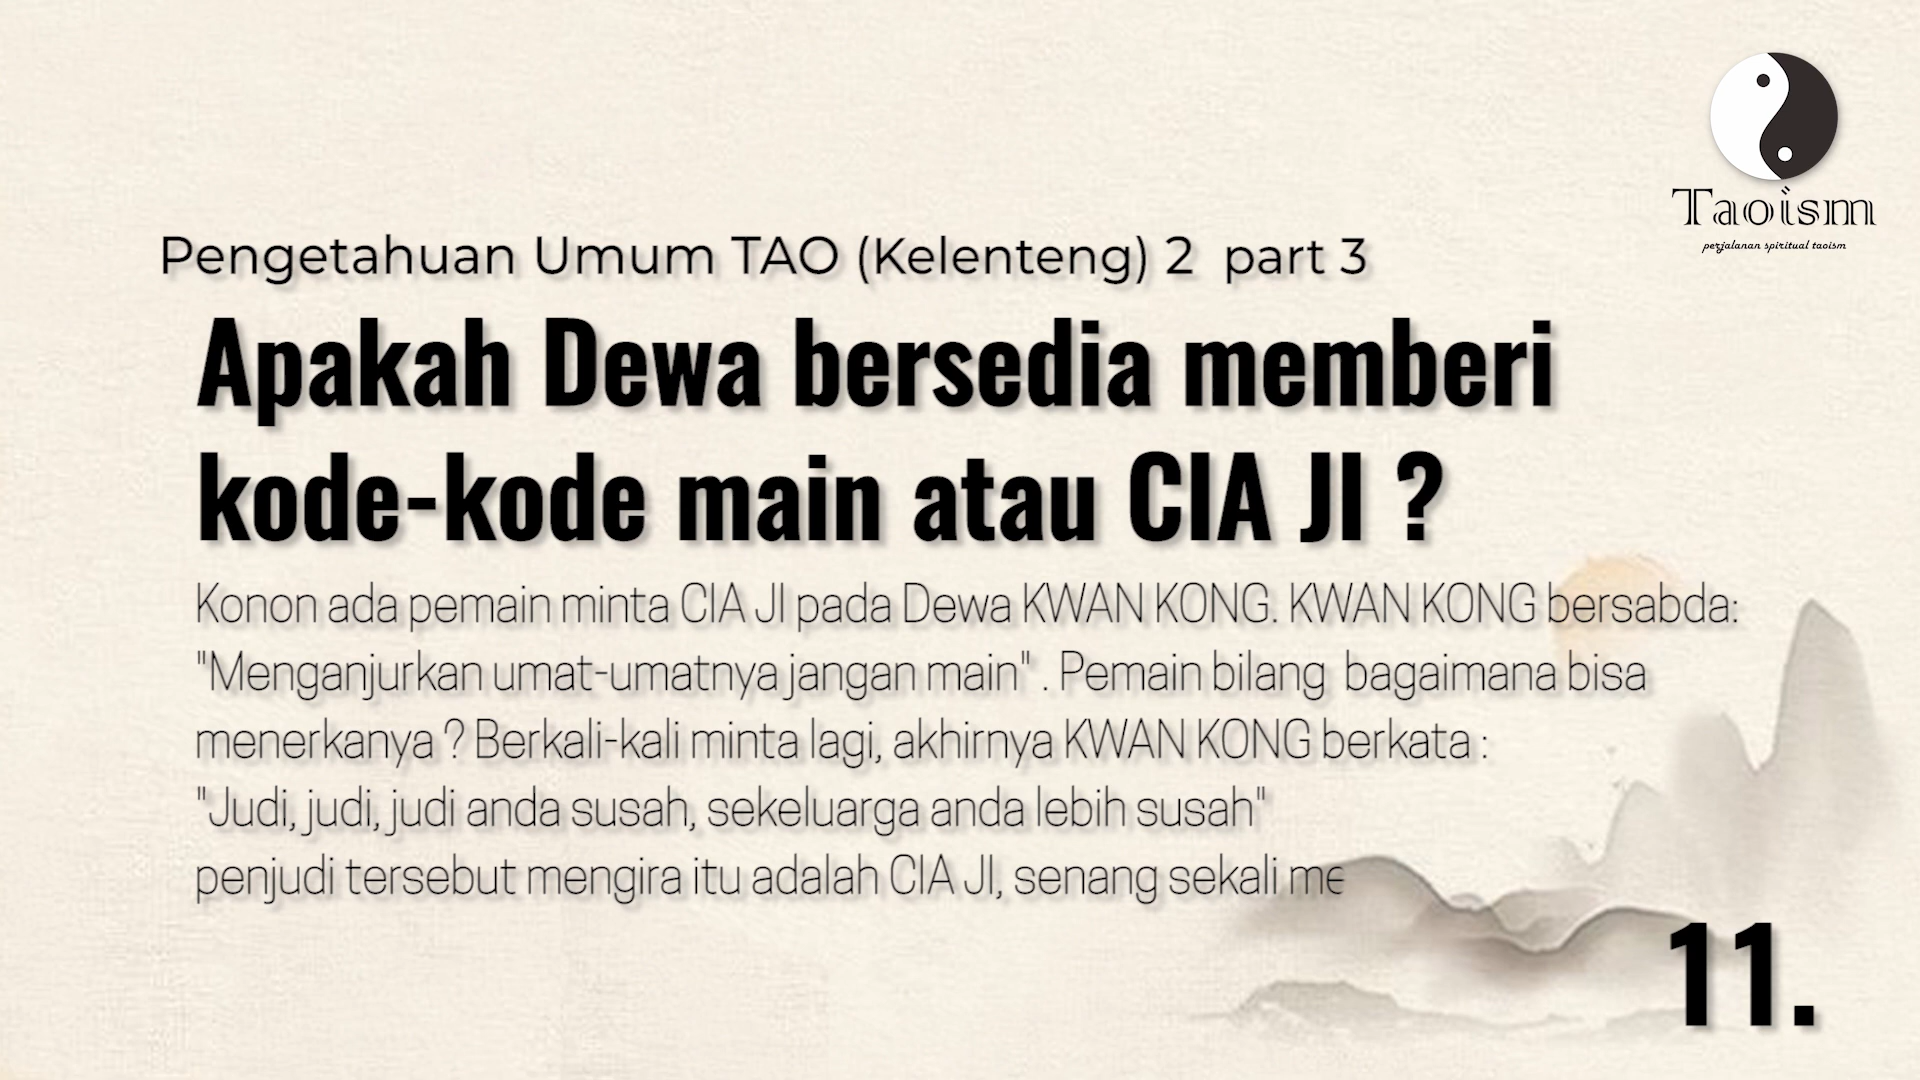 Taoism
perjalanan spiritual taoism
Pengetahuan Umum TAO (Kelenteng) 2 part 3
Apakah Dewa bersedia memberi
kode-kode main atau CIA JI ?
Konon ada pemain minta CIA JI pada Dewa KWAN KONG. KWAN KONG bersabda:
"Menganjurkan umat-umatnya jangan main" . Pemain bilang bagaimana bisa
menerkanya ? Berkali-kali minta lagi, akhirnya KWAN KONG berkata :
"Judi, judi, judi anda susah, sekeluarga anda lebih susah"
penjudi tersebut mengira itu adalah CIA JI, senang sekali me
11.